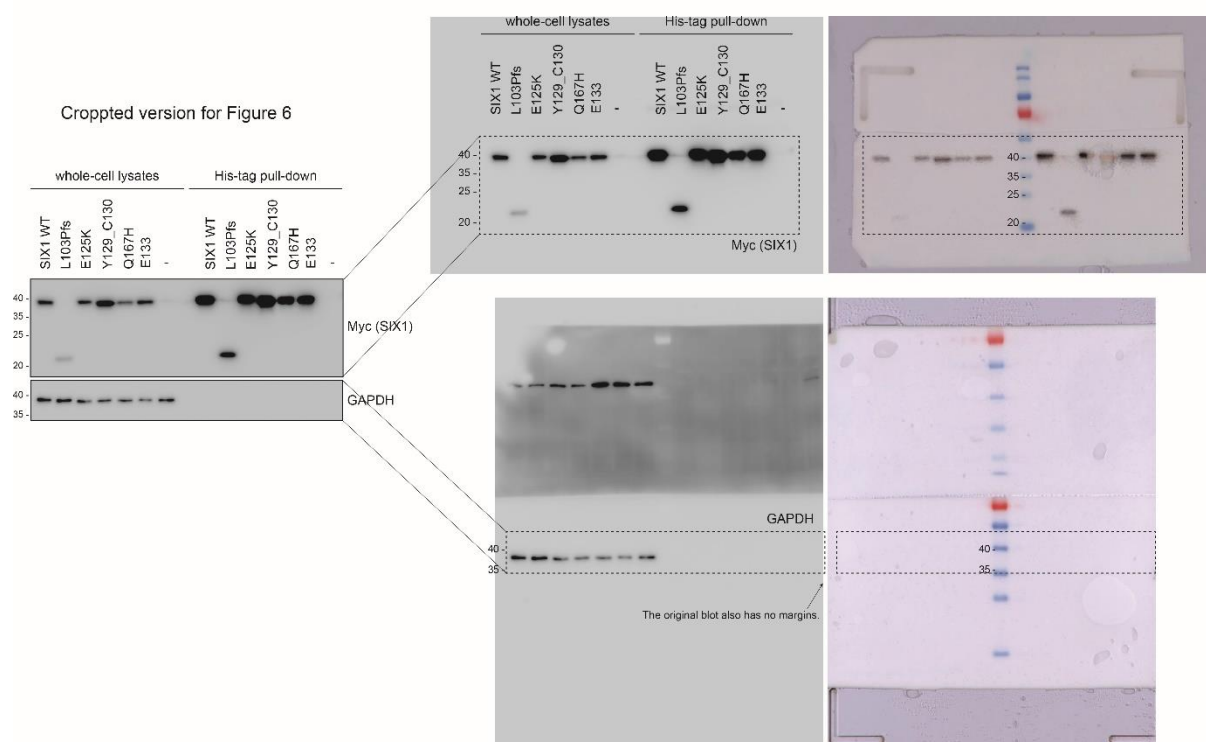 Croppted version for Figure 6
whole-cell lysates
His-tag pull-down
SIX1 WT
L103Pfs
E125K
Y129_C130
Q167H
E133
-
SIX1 WT
L103Pfs
E125K
Y129_C130
Q167H
E133
-
40 -
35 -
25 -
20 -
Myc (SIX1)
40 -
35 -
GAPDH
whole-cell lysates
His-tag pull-down
SIX1 WT
L103Pfs
E125K
Y129_C130
Q167H
E133
-
SIX1 WT
L103Pfs
E125K
Y129_C130
Q167H
E133
-
40 -
35 -
25 -
20 -
Myc (SIX1)
40 -
35 -
25 -
20 -
GAPDH
40 -
35 -
The original blot also has no margins.
40 -
35 -